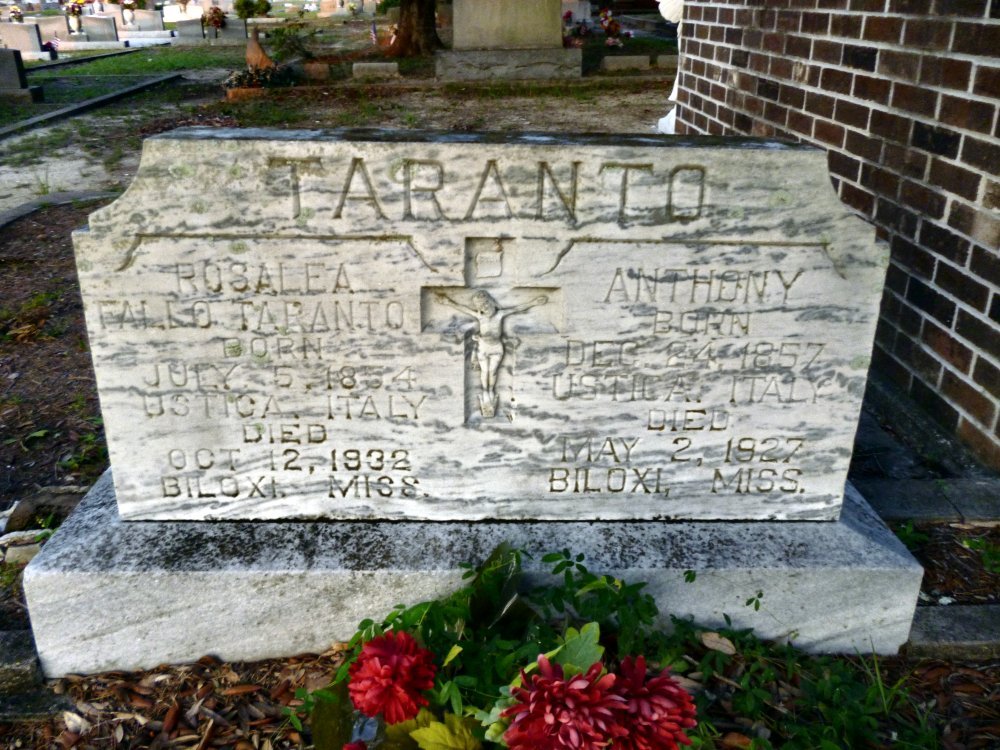 TARANTO
ROSALEA
FALLO TARANTO
BORN
JULY 5, 1854
USTICA, ITALY
DIED
OCT 12, 1932
BILOXI, MISS.
ANTHONY
BORN
DEC 24, 1857
USTICA, ITALY
DIED
MAY 2, 1927
BILOXI, MISS.